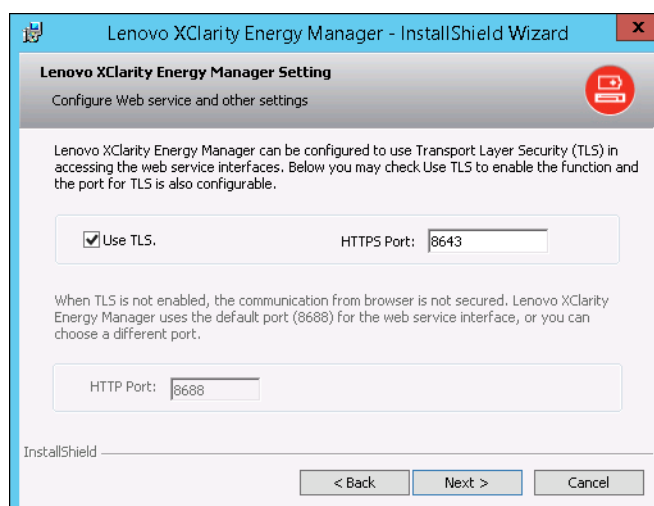 Lenovo XClarity Energy Manager - InstallShield Wizard
x
Lenovo XClarity Energy Manager Setting
Configure Web service and other settings
Lenovo XClarity Energy Manager can be configured to use Transport Layer Security (TLS) in
accessing the web service interfaces. Below you may check Use TLS to enable the function and
the port for TLS is also configurable.
Use TLS. HTTPS Port: 8643
When TLS is not enabled, the communication from browser is not secured. Lenovo XClarity
Energy Manager uses the default port (8688) for the web service interface, or you can
choose a different port.
HTTP Port: 8688
InstallShield
< Back Next > Cancel